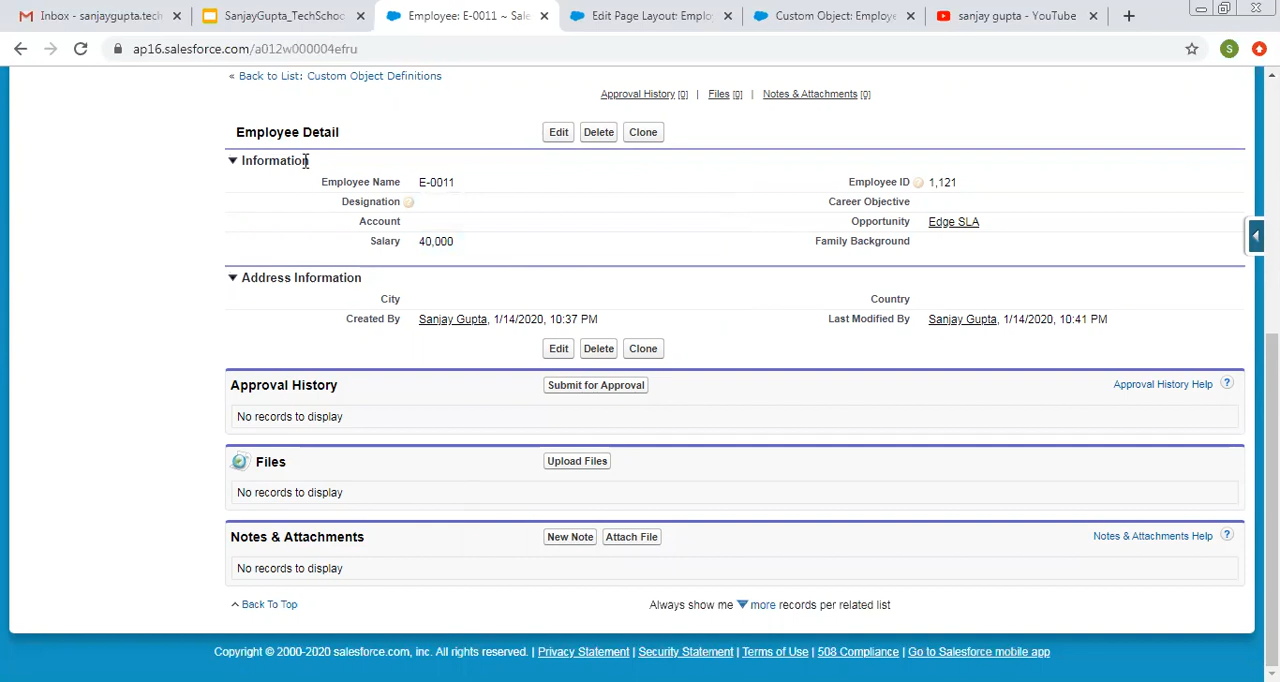 Inbox - sanjaygupta.tech
SanjayGupta_TechSchoo
Employee: E-0011 ~ Sale
Edit Page Layout: Emplo
Custom Object: Employe
sanjay gupta - YouTube
ap16.salesforce.com/a012w000004efru
S
« Back to List: Custom Object Definitions
Approval History [0] | Files [0] | Notes & Attachments [0]
Employee Detail Edit Delete Clone
Information
Employee Name E-0011 Employee ID ? 1,121
Designation ? Career Objective
Account Opportunity Edge SLA
Salary 40,000 Family Background
Address Information
City Country
Created By Sanjay Gupta, 1/14/2020, 10:37 PM Last Modified By Sanjay Gupta, 1/14/2020, 10:41 PM
Edit Delete Clone
Approval History Submit for Approval Approval History Help ?
No records to display
Files Upload Files
No records to display
Notes & Attachments New Note Attach File Notes & Attachments Help ?
No records to display
Back To Top Always show me more records per related list
Copyright © 2000-2020 salesforce.com, inc. All rights reserved. | Privacy Statement | Security Statement | Terms of Use | 508 Compliance | Go to Salesforce mobile app